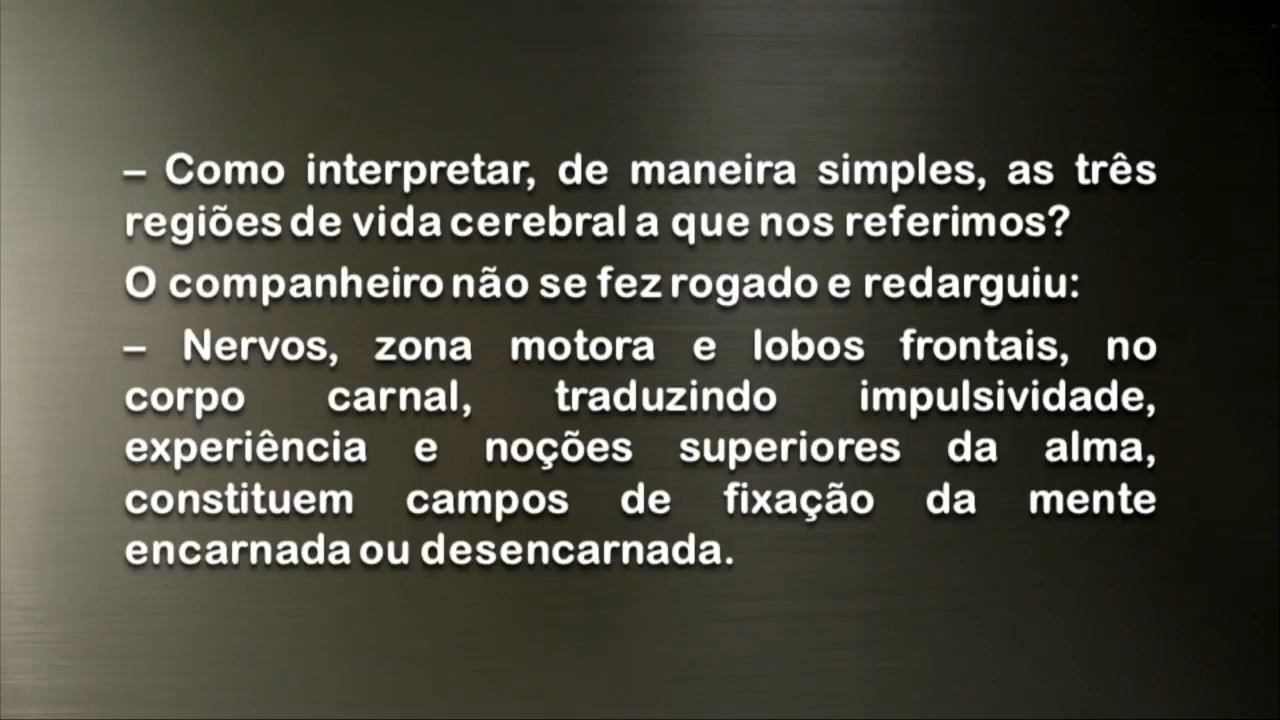 – Como interpretar, de maneira simples, as três
regiões de vida cerebral a que nos referimos?
O companheiro não se fez rogado e redarguiu:
– Nervos, zona motora e lobos frontais, no
corpo carnal, traduzindo impulsividade,
experiência e noções superiores da alma,
constituem campos de fixação da mente
encarnada ou desencarnada.